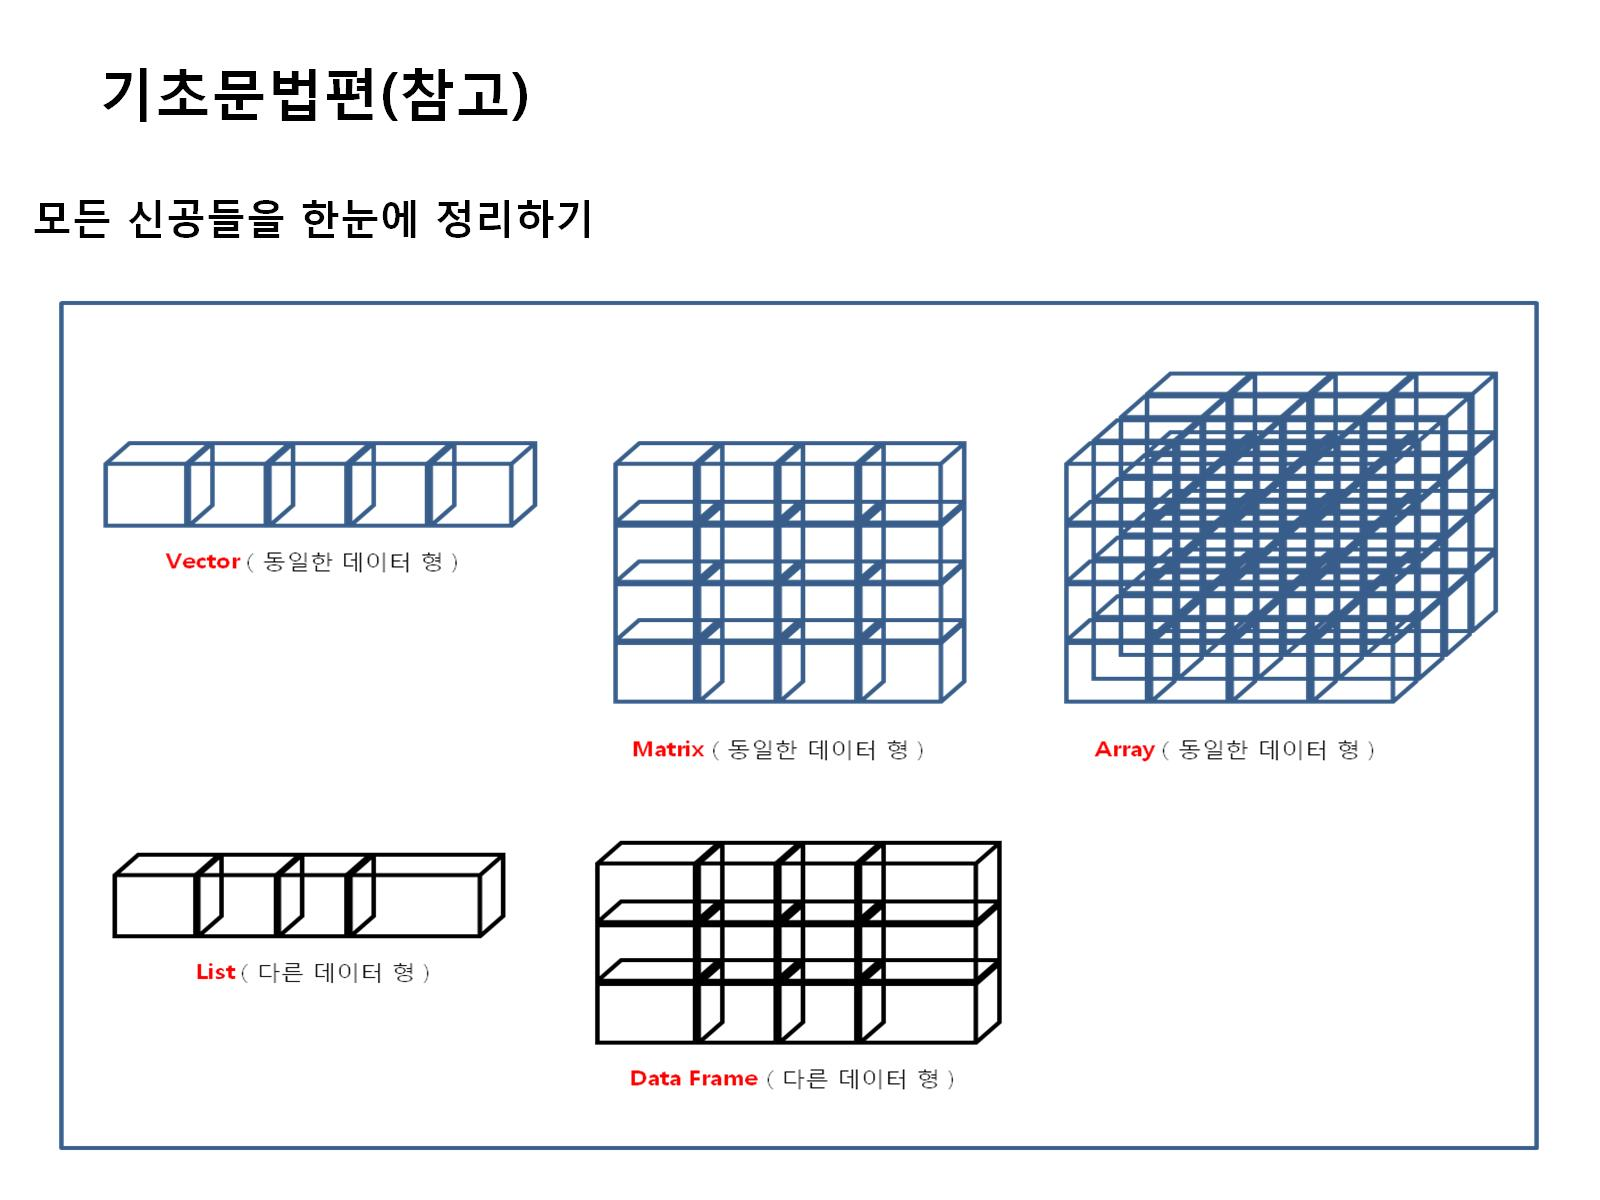 기초문법편(참고)
모든 신공들을 한눈에 정리하기
Vector ( 동일한 데이터 형 )
Matrix ( 동일한 데이터 형 )
Array ( 동일한 데이터 형 )
List ( 다른 데이터 형 )
Data Frame ( 다른 데이터 형 )